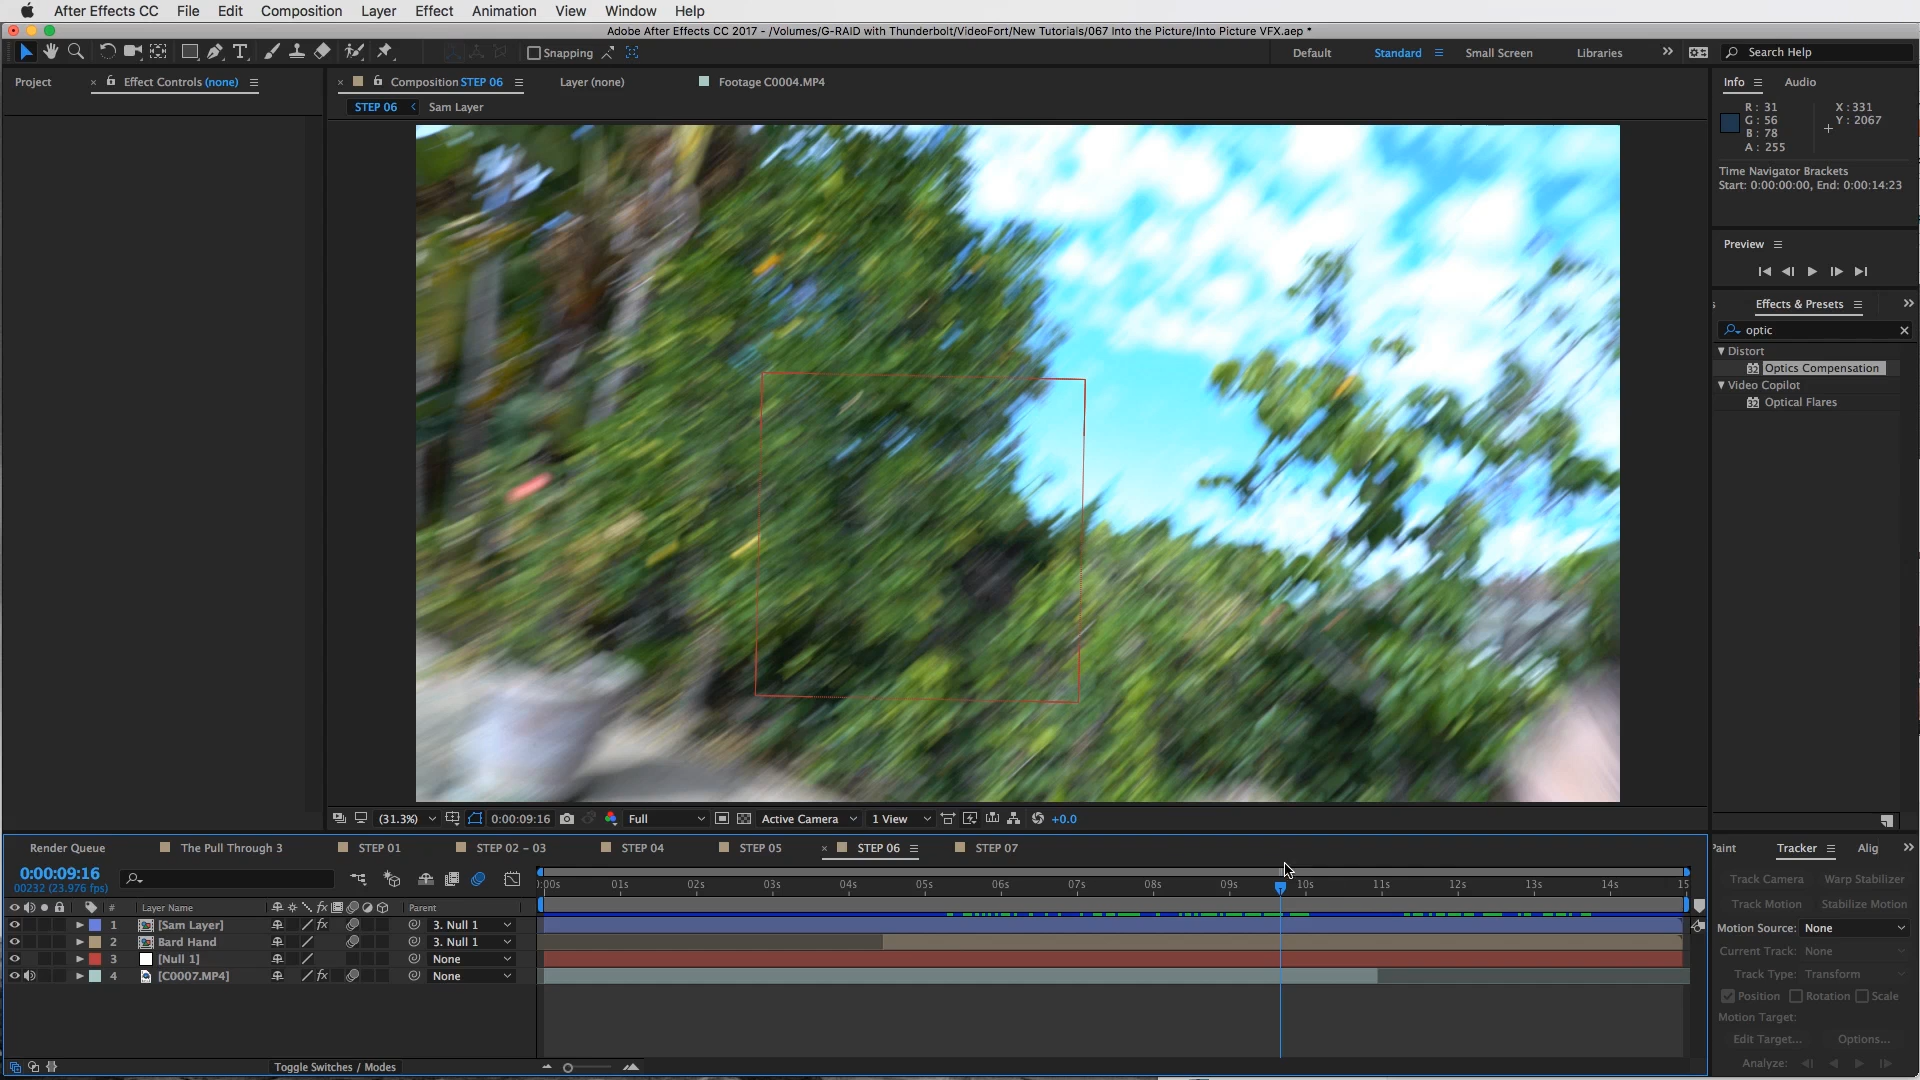 After Effects CC File Edit Composition Layer Effect Animation View Window Help
Adobe After Effects CC 2017 - /Volumes/G-RAID with Thunderbolt/VideoFort/New Tutorials/067 Into the Picture/Into Picture VFX.aep *
Snapping Default Standard Small Screen Libraries Search Help
Project Effect Controls (none) Composition STEP 06 Layer (none) Footage C0004.MP4 Info Audio
STEP 06 Sam Layer
R: 31 X: 331
G: 56 Y: 2067
B: 78
A: 255
Time Navigator Brackets
Start: 0:00:00:00, End: 0:00:14:23
Preview
Effects & Presets
optic
Distort
Optics Compensation
Video Copilot
Optical Flares
(31.3%) 0:00:09:16 Full Active Camera 1 View +0.0
Render Queue The Pull Through 3 STEP 01 STEP 02 - 03 STEP 04 STEP 05 STEP 06 STEP 07 Paint Tracker Alig
0:00:09:16
00232 (23.976 fps)
):00s 01s 02s 03s 04s 05s 06s 07s 08s 09s 10s 11s 12s 13s 14s 15
# Layer Name Parent
1 [Sam Layer] 3. Null 1
2 Bard Hand 3. Null 1
3 [Null 1] None
4 [C0007.MP4] None
Toggle Switches / Modes
Track Camera Warp Stabilizer
Track Motion Stabilize Motion
Motion Source: None
Current Track: None
Track Type: Transform
Position Rotation Scale
Motion Target:
Edit Target... Options...
Analyze: